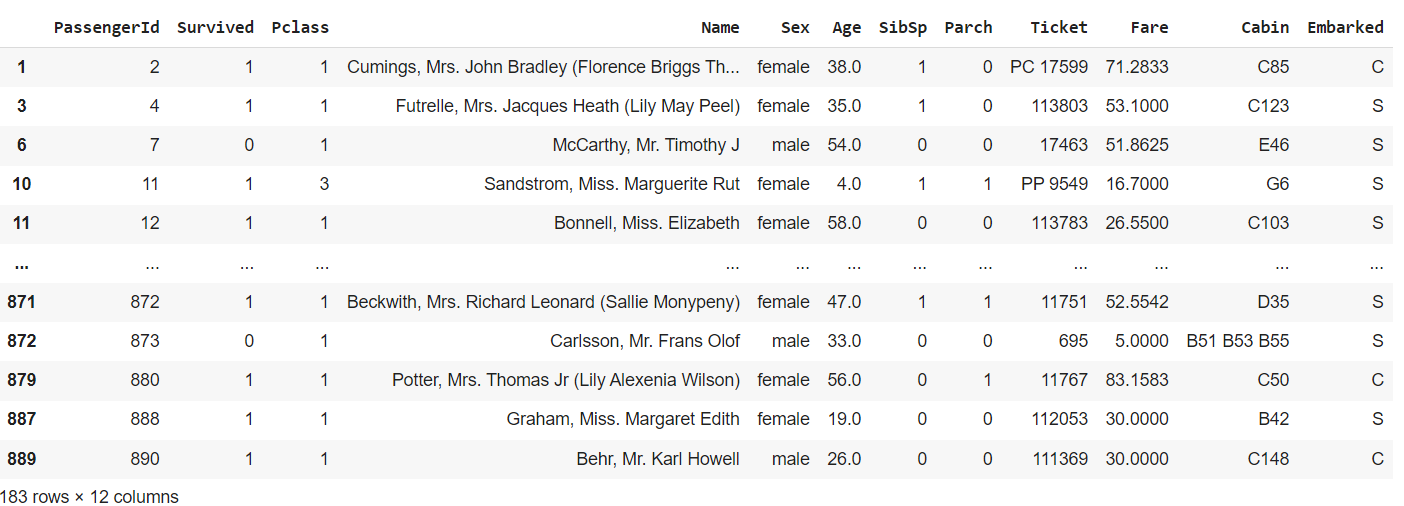 PassengerId Survived Pclass Name Sex Age SibSp Parch Ticket Fare Cabin Embarked
1 2 1 1 Cumings, Mrs. John Bradley (Florence Briggs Th... female 38.0 1 0 PC 17599 71.2833 C85 C
3 4 1 1 Futrelle, Mrs. Jacques Heath (Lily May Peel) female 35.0 1 0 113803 53.1000 C123 S
6 7 0 1 McCarthy, Mr. Timothy J male 54.0 0 0 17463 51.8625 E46 S
10 11 1 3 Sandstrom, Miss. Marguerite Rut female 4.0 1 1 PP 9549 16.7000 G6 S
11 12 1 1 Bonnell, Miss. Elizabeth female 58.0 0 0 113783 26.5500 C103 S
... ... ... ... ... ... ... ... ... ... ... ... ...
871 872 1 1 Beckwith, Mrs. Richard Leonard (Sallie Monypeny) female 47.0 1 1 11751 52.5542 D35 S
872 873 0 1 Carlsson, Mr. Frans Olof male 33.0 0 0 695 5.0000 B51 B53 B55 S
879 880 1 1 Potter, Mrs. Thomas Jr (Lily Alexenia Wilson) female 56.0 0 1 11767 83.1583 C50 C
887 888 1 1 Graham, Miss. Margaret Edith female 19.0 0 0 112053 30.0000 B42 S
889 890 1 1 Behr, Mr. Karl Howell male 26.0 0 0 111369 30.0000 C148 C
183 rows × 12 columns